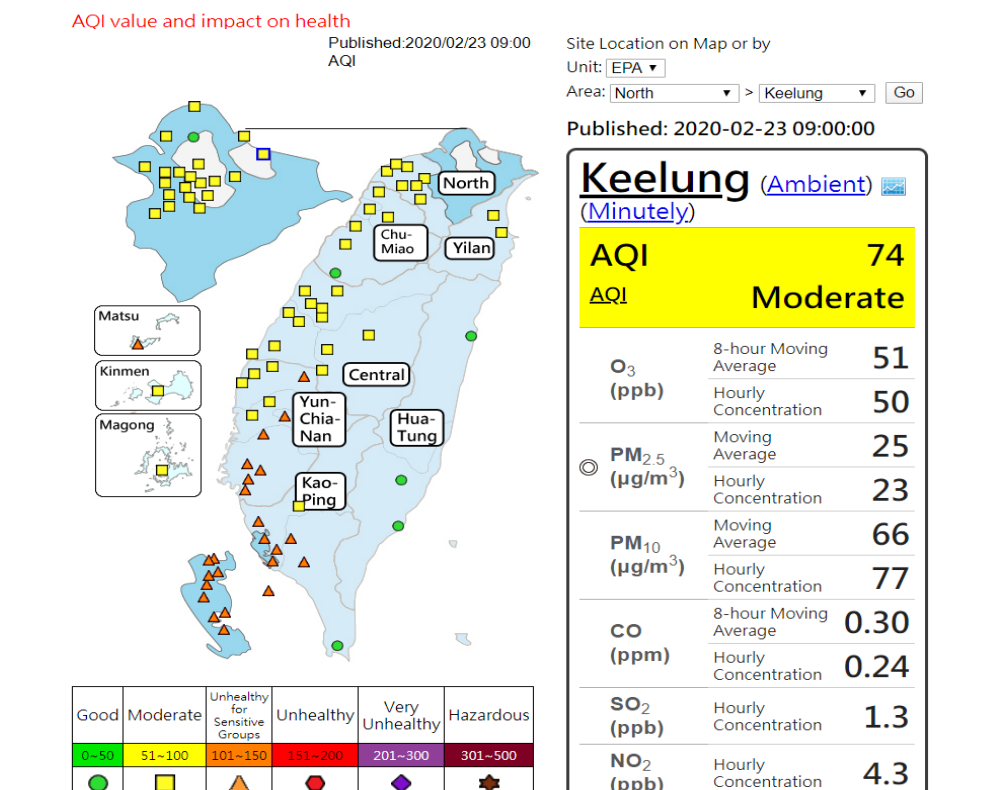 AQI value and impact on health
Published:2020/02/23 09:00
AQI
North
Chu-
Miao
Yilan
Matsu
Kinmen
Magong
Central
Yun-
Chia-
Nan
Hua-
Tung
Kao-
Ping
Good
Moderate
Unhealthy
for
Sensitive
Groups
Unhealthy
Very
Unhealthy
Hazardous
0~50
51~100
101~150
151~200
201~300
301~500
Site Location on Map or by
Unit: EPA
Area: North > Keelung Go
Published: 2020-02-23 09:00:00
Keelung (Ambient)
(Minutely)
AQI 74
AQI Moderate
O3
(ppb)
8-hour Moving
Average
51
Hourly
Concentration
50
PM2.5
(μg/m3)
Moving
Average
25
Hourly
Concentration
23
PM10
(μg/m3)
Moving
Average
66
Hourly
Concentration
77
CO
(ppm)
8-hour Moving
Average
0.30
Hourly
Concentration
0.24
SO2
(ppb)
Hourly
Concentration
1.3
NO2
(ppb)
Hourly
Concentration
4.3